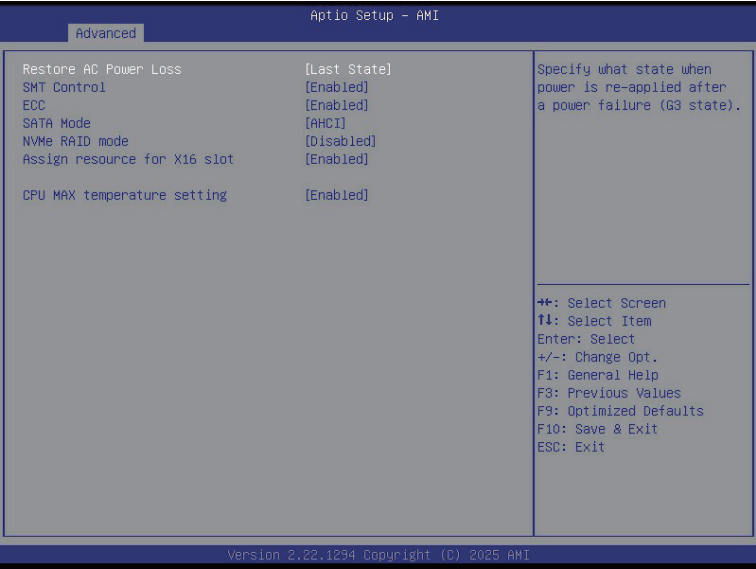 Aptio Setup - AMI
Advanced
Restore AC Power Loss [Last State]
SMT Control [Enabled]
ECC [Enabled]
SATA Mode [AHCI]
NVMe RAID mode [Disabled]
Assign resource for X16 slot [Enabled]
CPU MAX temperature setting [Enabled]
Specify what state when
power is re-applied after
a power failure (G3 state).
→←: Select Screen
↑↓: Select Item
Enter: Select
+/-: Change Opt.
F1: General Help
F3: Previous Values
F9: Optimized Defaults
F10: Save & Exit
ESC: Exit
Version 2.22.1294 Copyright (C) 2025 AMI